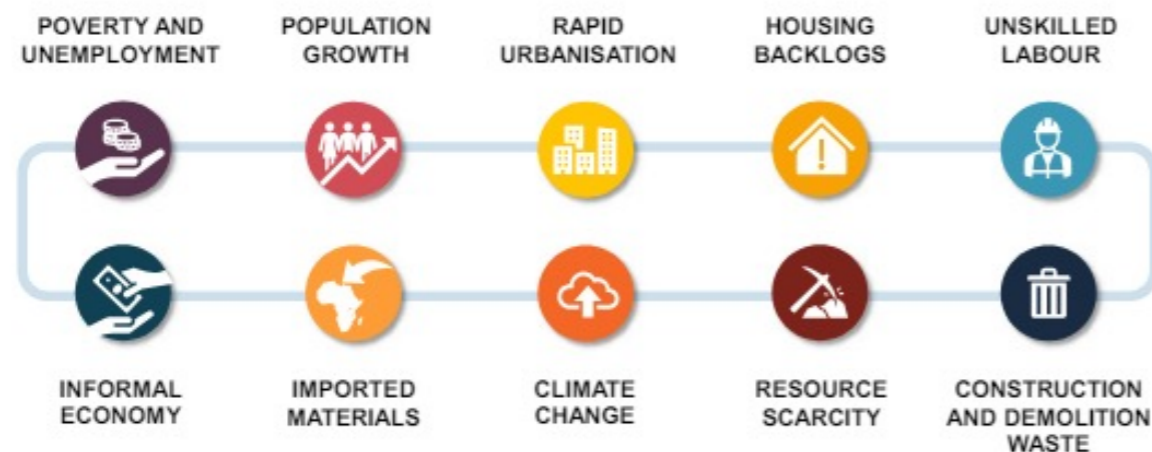 POVERTY AND
UNEMPLOYMENT
POPULATION
GROWTH
RAPID
URBANISATION
HOUSING
BACKLOGS
UNSKILLED
LABOUR
INFORMAL
ECONOMY
IMPORTED
MATERIALS
CLIMATE
CHANGE
RESOURCE
SCARCITY
CONSTRUCTION
AND DEMOLITION
WASTE